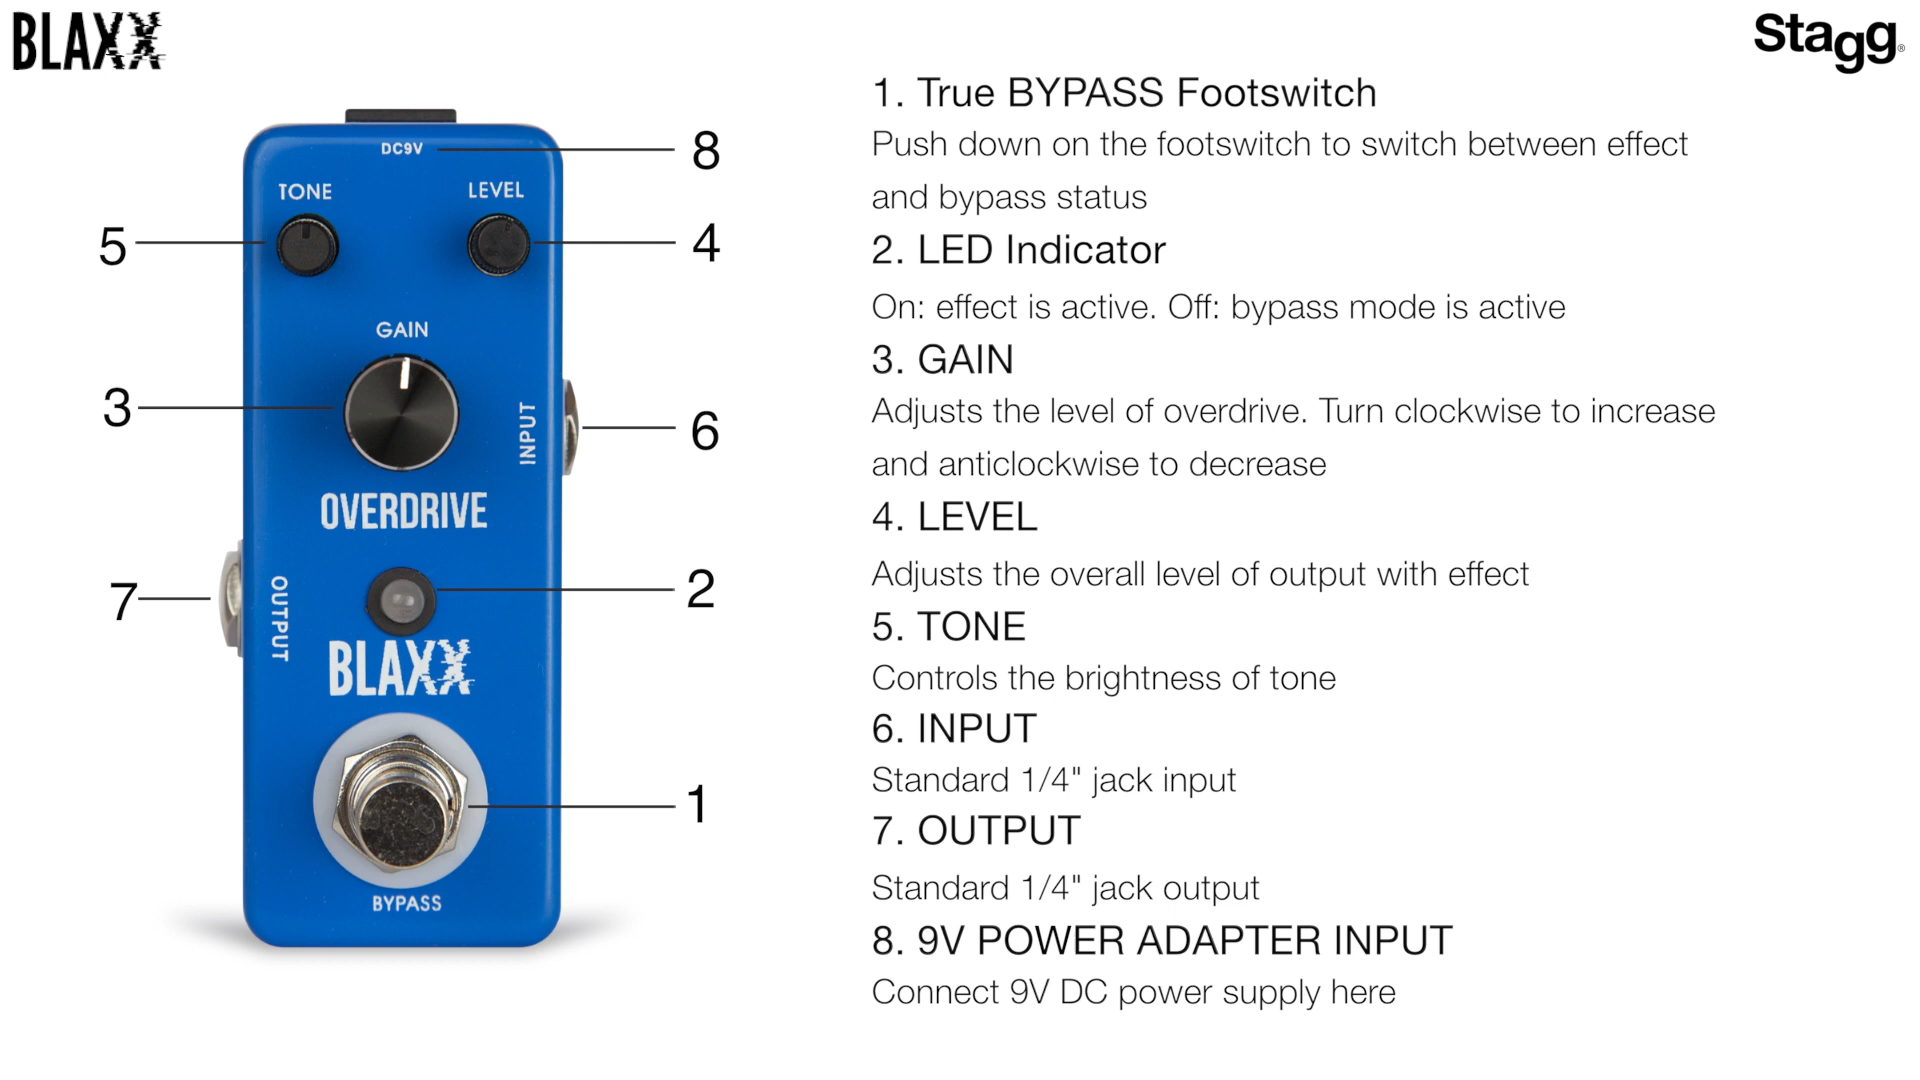 BLAXX
Stagg®
DC9V
8
TONE
LEVEL
5
4
GAIN
3
INPUT
6
OVERDRIVE
7
OUTPUT
2
BLAXX
1
BYPASS
1. True BYPASS Footswitch
Push down on the footswitch to switch between effect
and bypass status
2. LED Indicator
On: effect is active. Off: bypass mode is active
3. GAIN
Adjusts the level of overdrive. Turn clockwise to increase
and anticlockwise to decrease
4. LEVEL
Adjusts the overall level of output with effect
5. TONE
Controls the brightness of tone
6. INPUT
Standard 1/4" jack input
7. OUTPUT
Standard 1/4" jack output
8. 9V POWER ADAPTER INPUT
Connect 9V DC power supply here